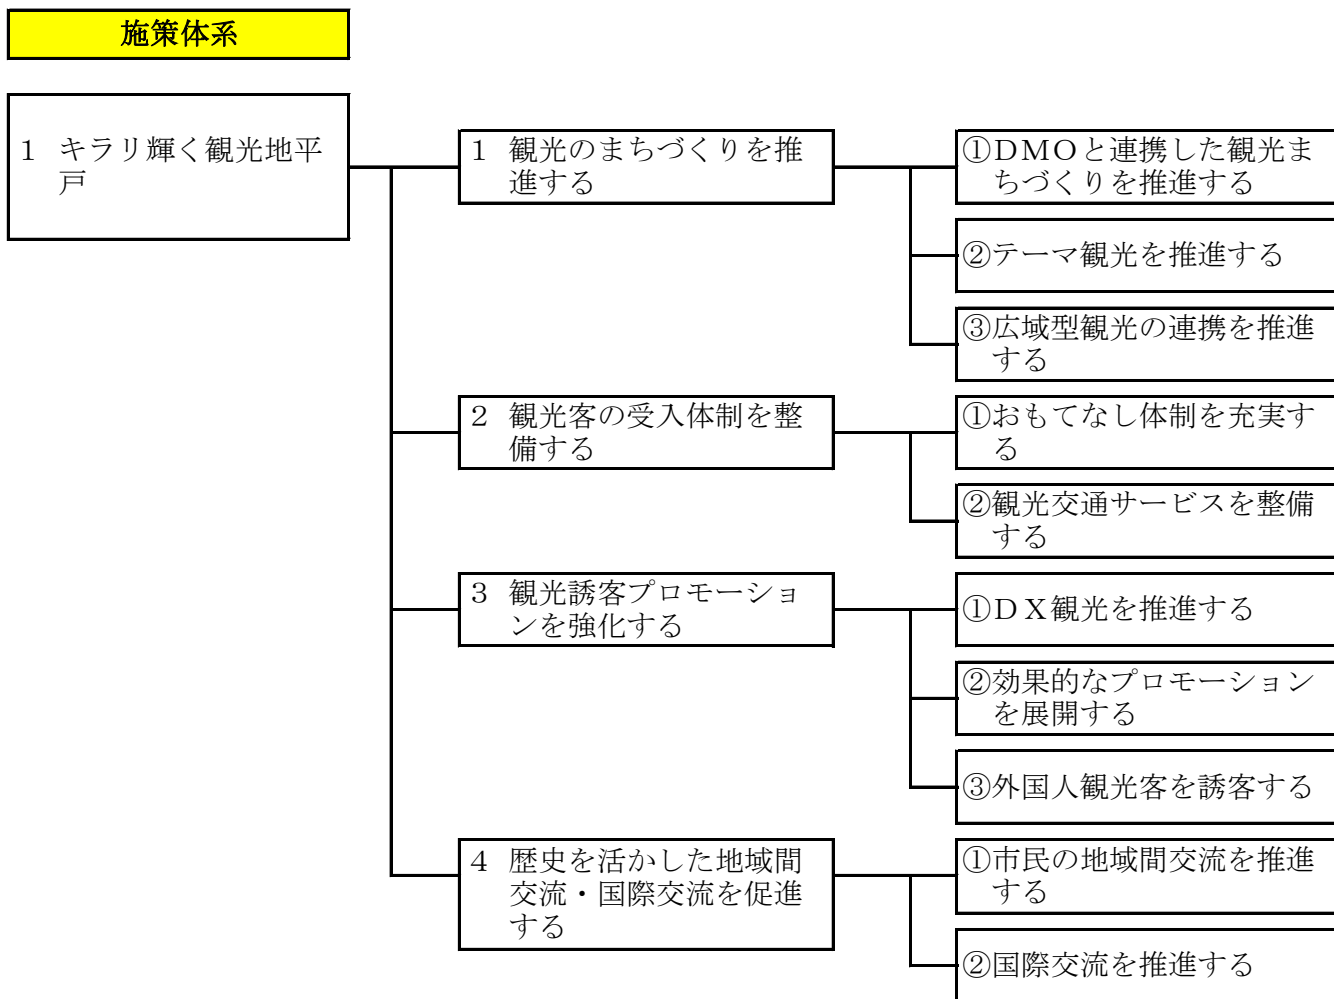 施策体系
1 キラリ輝く観光地平
戸
1 観光のまちづくりを推
進する
①ＤＭＯと連携した観光ま
ちづくりを推進する
②テーマ観光を推進する
③広域型観光の連携を推進
する
2 観光客の受入体制を整
備する
①おもてなし体制を充実す
る
②観光交通サービスを整備
する
3 観光誘客プロモーショ
ンを強化する
①ＤＸ観光を推進する
②効果的なプロモーション
を展開する
③外国人観光客を誘客する
4 歴史を活かした地域間
交流・国際交流を促進
する
①市民の地域間交流を推進
する
②国際交流を推進する